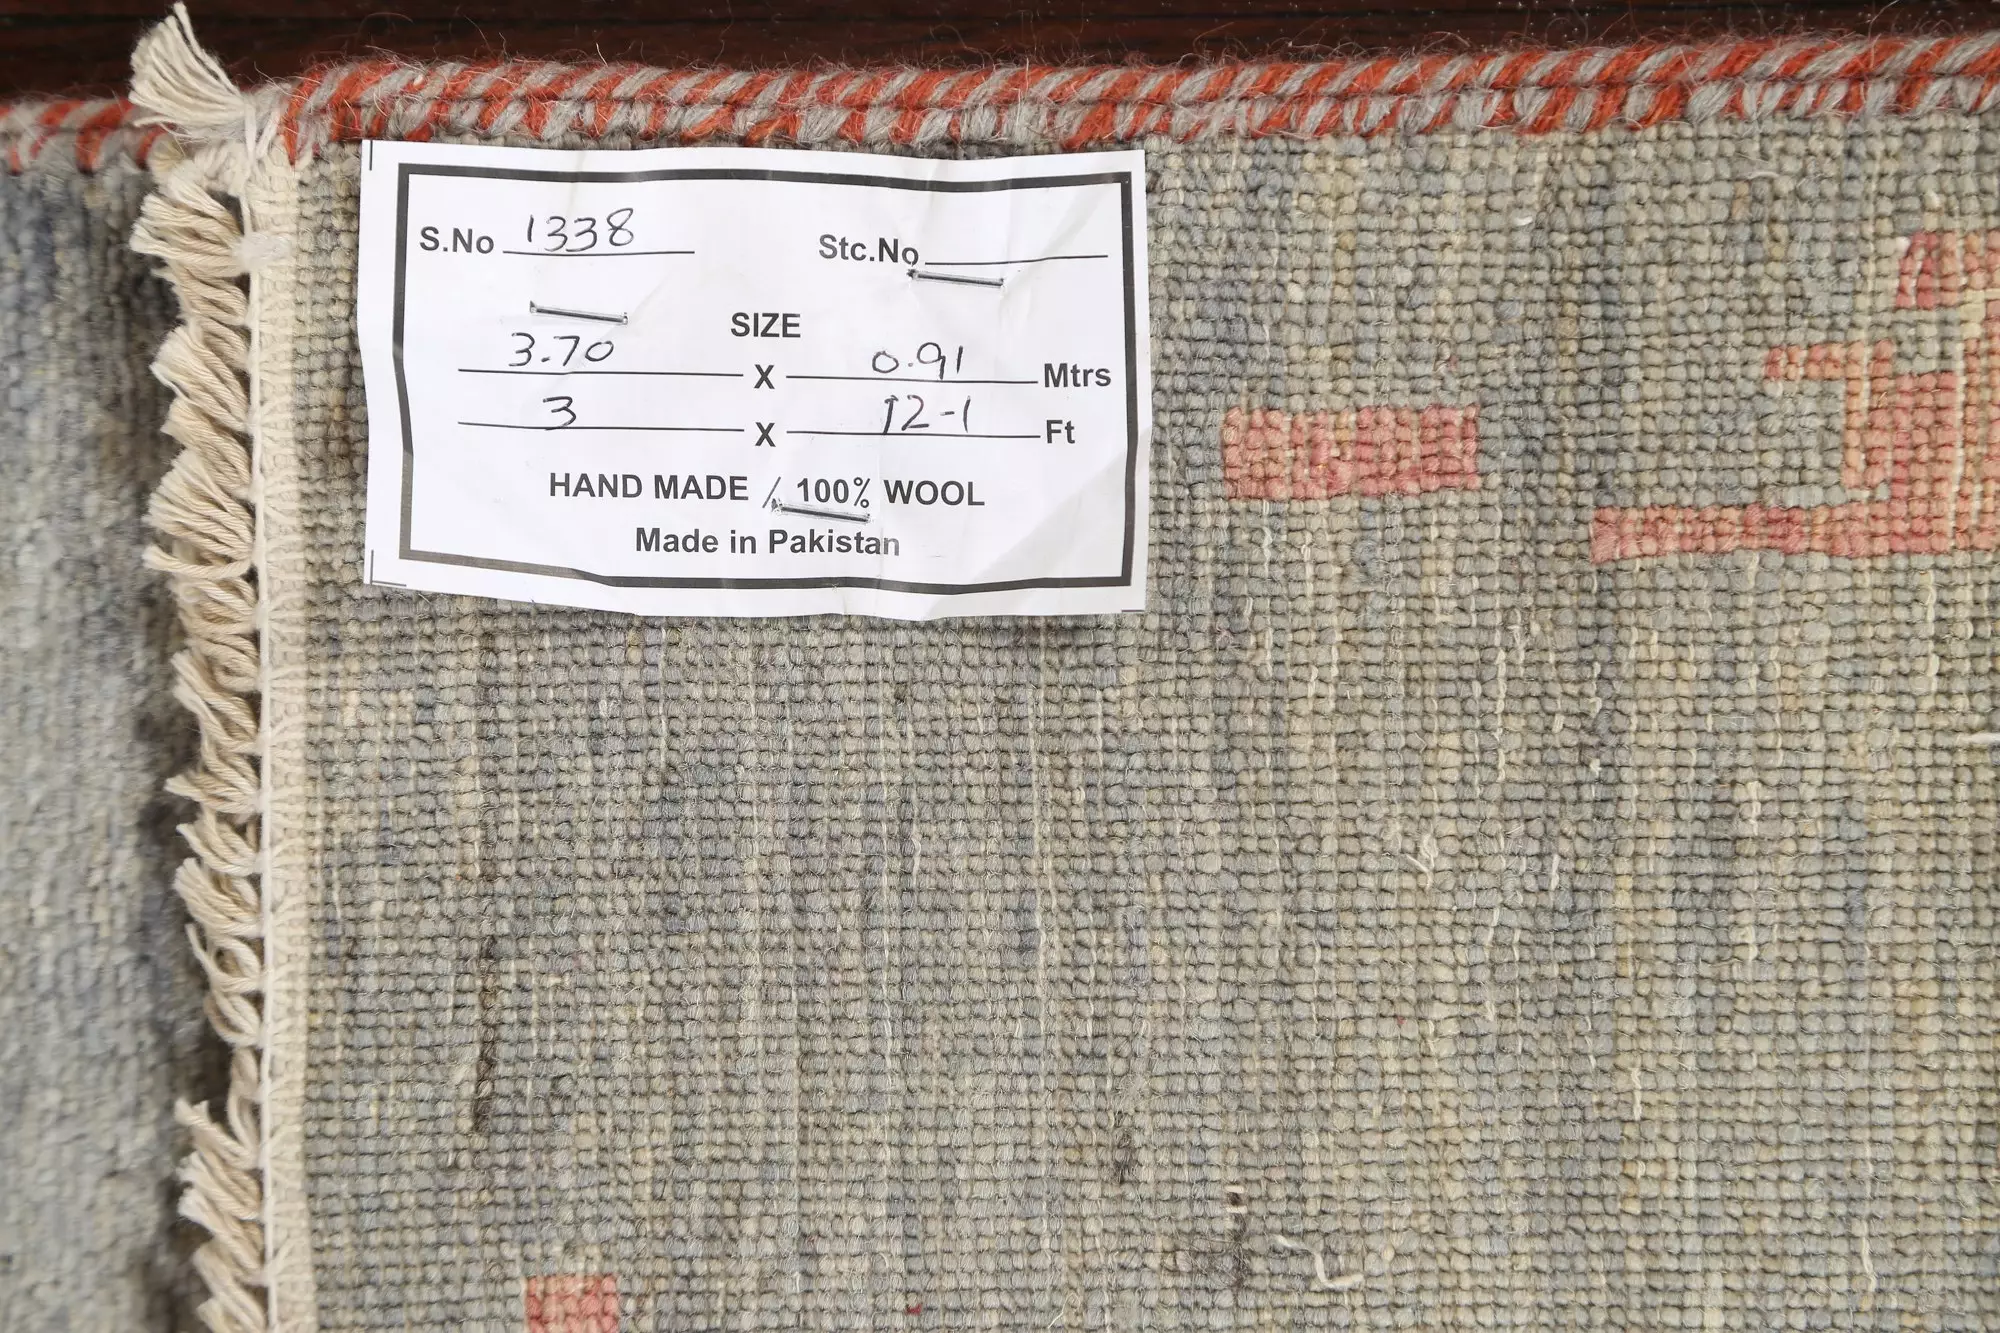 S.No 1338 Stc.No
SIZE
3.70 X 0.91 Mtrs
3 X 12-1 Ft
HAND MADE / 100% WOOL
Made in Pakistan